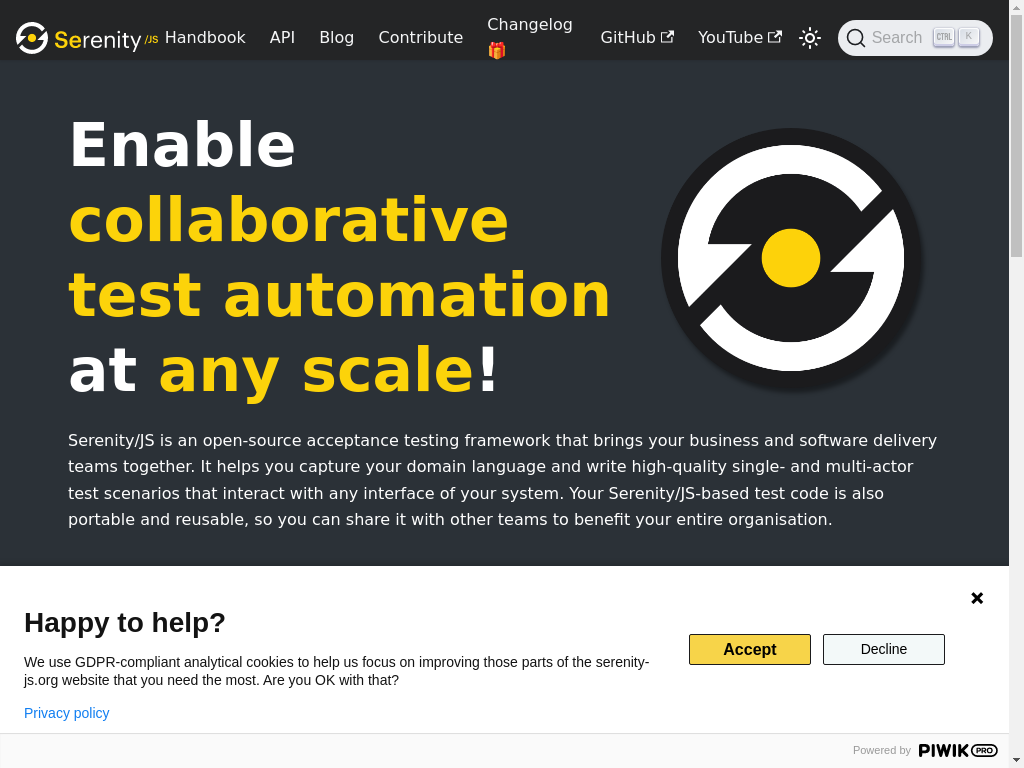 Serenity/JS Handbook API Blog Contribute Changelog 🎁 GitHub YouTube Search CTRL K
Enable
collaborative
test automation
at any scale!
Serenity/JS is an open-source acceptance testing framework that brings your business and software delivery
teams together. It helps you capture your domain language and write high-quality single- and multi-actor
test scenarios that interact with any interface of your system. Your Serenity/JS-based test code is also
portable and reusable, so you can share it with other teams to benefit your entire organisation.
Happy to help?
We use GDPR-compliant analytical cookies to help us focus on improving those parts of the serenity-
js.org website that you need the most. Are you OK with that?
Privacy policy
Accept
Decline
Powered by PIWIK PRO